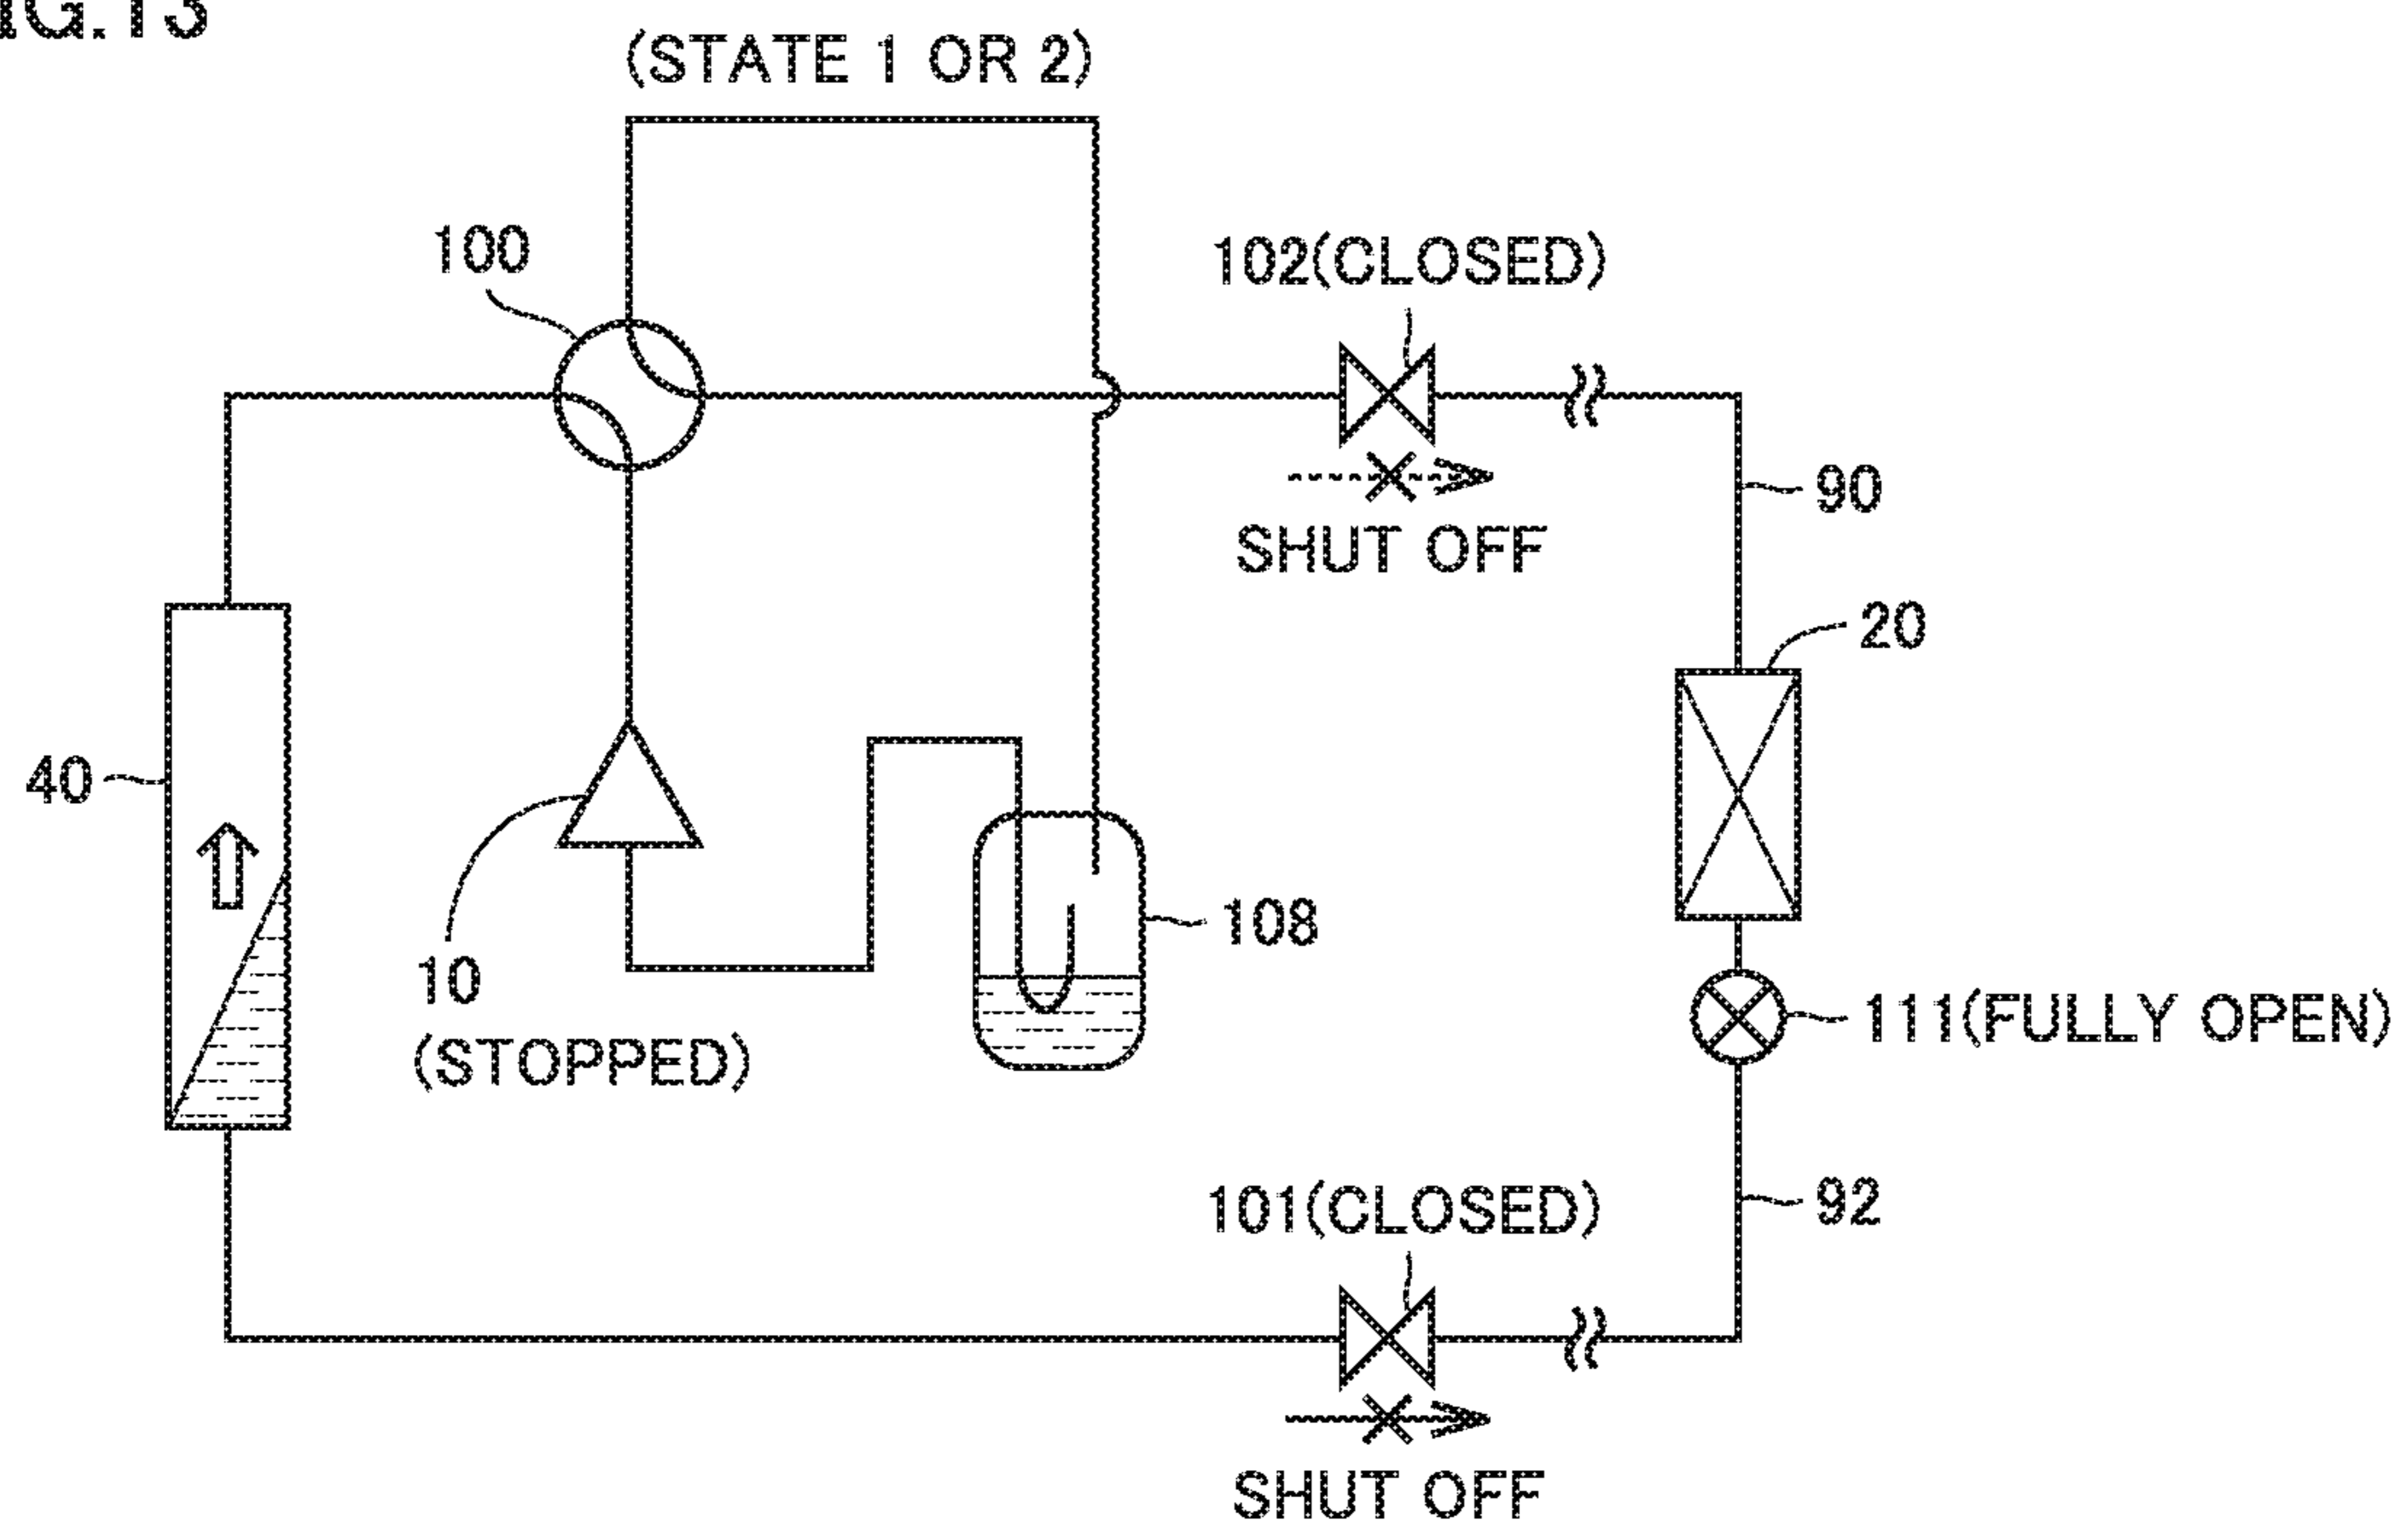 FIG.13
(STATE 1 OR 2)
100
102(CLOSED)
SHUT OFF
90
20
40
10
(STOPPED)
108
111(FULLY OPEN)
101(CLOSED)
92
SHUT OFF